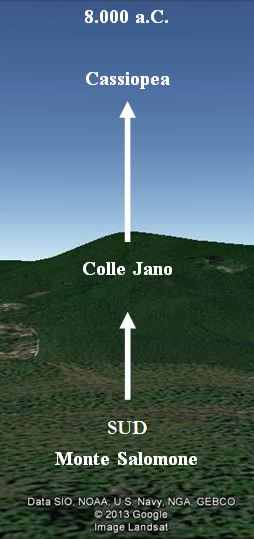 8.000 a.C.
Cassiopea
Colle Jano
SUD
Monte Salomone
Data SIO, NOAA, U.S. Navy, NGA, GEBCO
© 2013 Google
Image Landsat